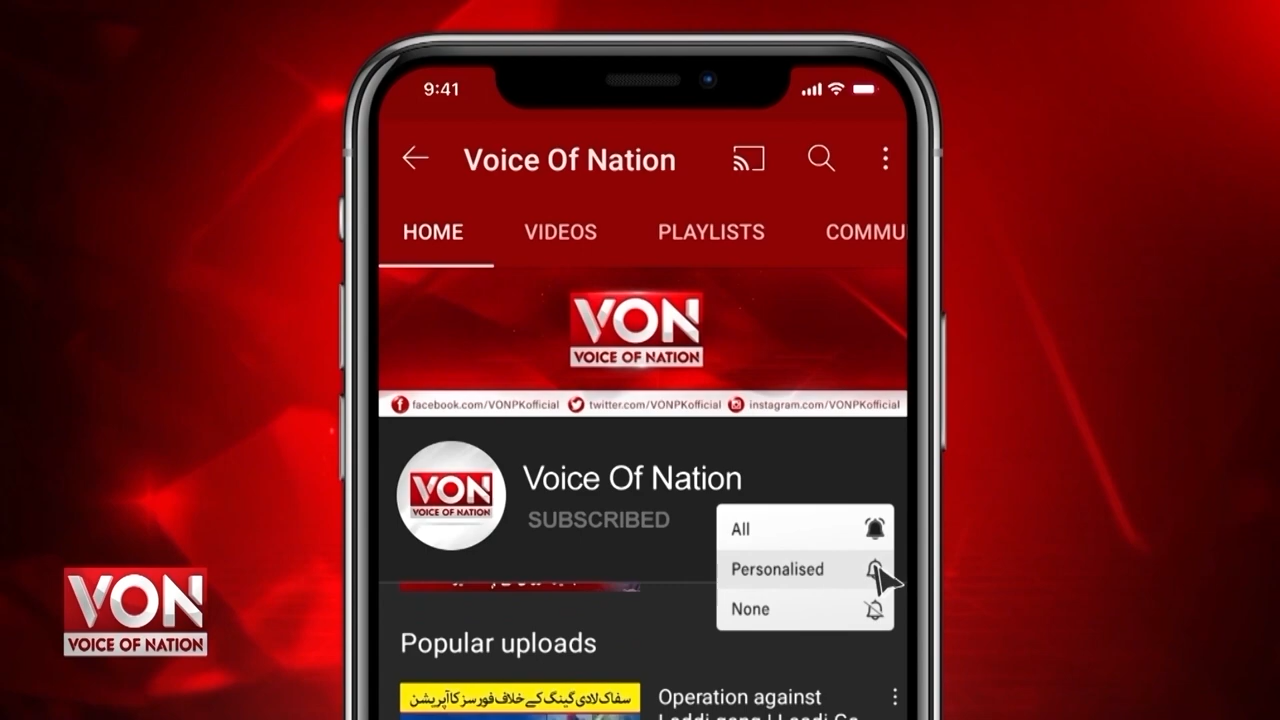 9:41
Voice Of Nation
HOME VIDEOS PLAYLISTS COMMU
VON
VOICE OF NATION
facebook.com/VONPKofficial twitter.com/VONPKofficial instagram.com/VONPKofficial
VON
VOICE OF NATION
Voice Of Nation
SUBSCRIBED
All
Personalised
None
VON
VOICE OF NATION
Popular uploads
سفاک لادی گینگ کے خلاف فورسز کا آپریشن
Operation against